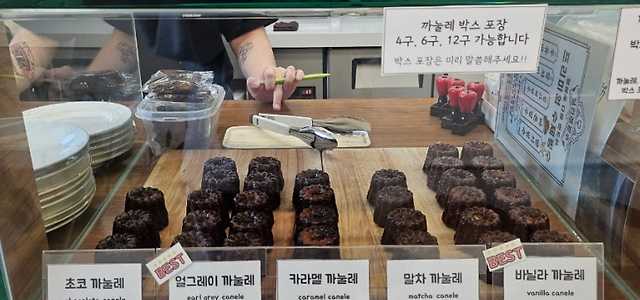 까눌레 박스 포장
4구, 6구, 12구 가능합니다
박스 포장은 미리 말씀해주세요!!
초코 까눌레
chocolate canele
BEST
얼그레이 까눌레
earl grey canele
카라멜 까눌레
caramel canele
말차 까눌레
matcha canele
BEST
바닐라 까눌레
vanilla canele